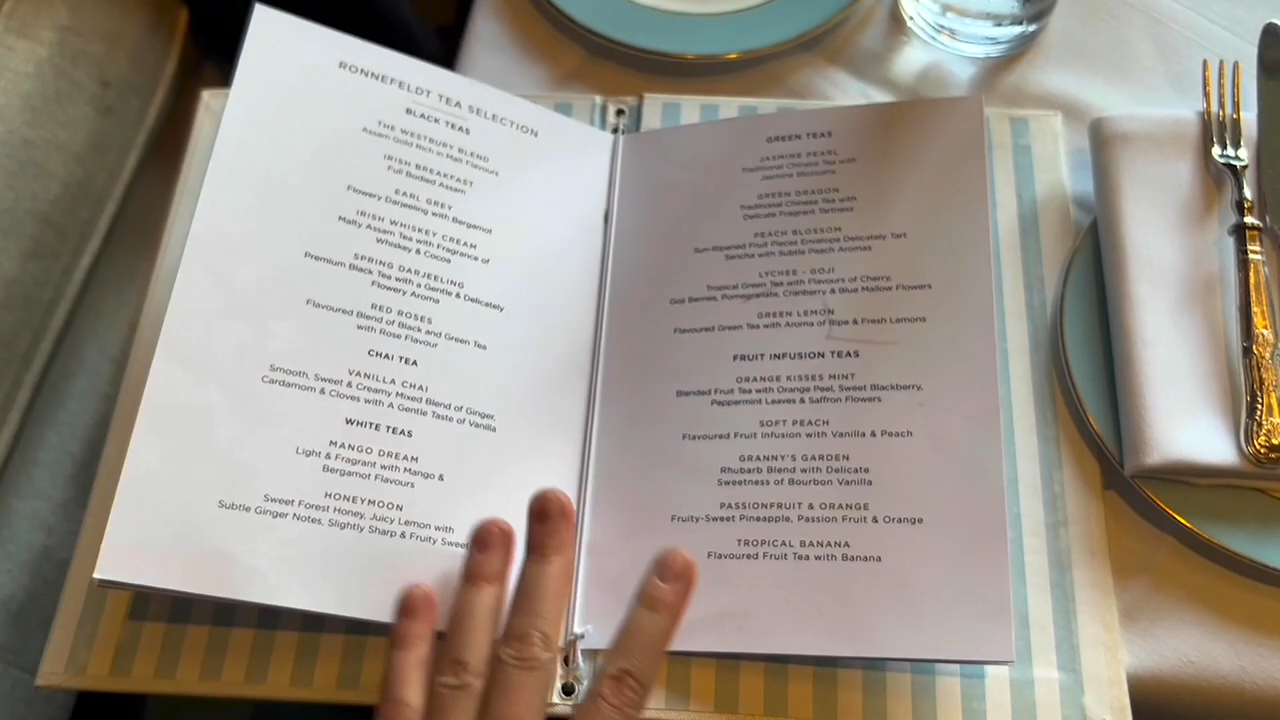 RONNEFELDT TEA SELECTION
BLACK TEAS
THE WESTBURY BLEND
Assam Gold Rich in Malt Flavours
IRISH BREAKFAST
Full Bodied Assam
EARL GREY
Flowery Darjeeling with Bergamot
IRISH WHISKEY CREAM
Malty Assam Tea with Fragrance of
Whiskey & Cocoa
SPRING DARJEELING
Premium Black Tea with a Gentle & Delicately
Flowery Aroma
RED ROSES
Flavoured Blend of Black and Green Tea
with Rose Flavour
CHAI TEA
VANILLA CHAI
Smooth, Sweet & Creamy Mixed Blend of Ginger,
Cardamom & Cloves with A Gentle Taste of Vanilla
WHITE TEAS
MANGO DREAM
Light & Fragrant with Mango &
Bergamot Flavours
HONEYMOON
Sweet Forest Honey, Juicy Lemon with
Subtle Ginger Notes, Slightly Sharp & Fruity Sweet
GREEN TEAS
JASMINE PEARL
Traditional Chinese Tea with
Jasmine Blossoms
GREEN DRAGON
Traditional Chinese Tea with
Delicate Fragrant Tartness
PEACH BLOSSOM
Sun-Ripened Fruit Pieces Envelope Delicately Tart
Sencha with Subtle Peach Aromas
LYCHEE - GOJI
Tropical Green Tea with Flavours of Cherry,
Goji Berries, Pomegranate, Cranberry & Blue Mallow Flowers
GREEN LEMON
Flavoured Green Tea with Aroma of Ripe & Fresh Lemons
FRUIT INFUSION TEAS
ORANGE KISSES MINT
Blended Fruit Tea with Orange Peel, Sweet Blackberry,
Peppermint Leaves & Saffron Flowers
SOFT PEACH
Flavoured Fruit Infusion with Vanilla & Peach
GRANNY'S GARDEN
Rhubarb Blend with Delicate
Sweetness of Bourbon Vanilla
PASSIONFRUIT & ORANGE
Fruity-Sweet Pineapple, Passion Fruit & Orange
TROPICAL BANANA
Flavoured Fruit Tea with Banana